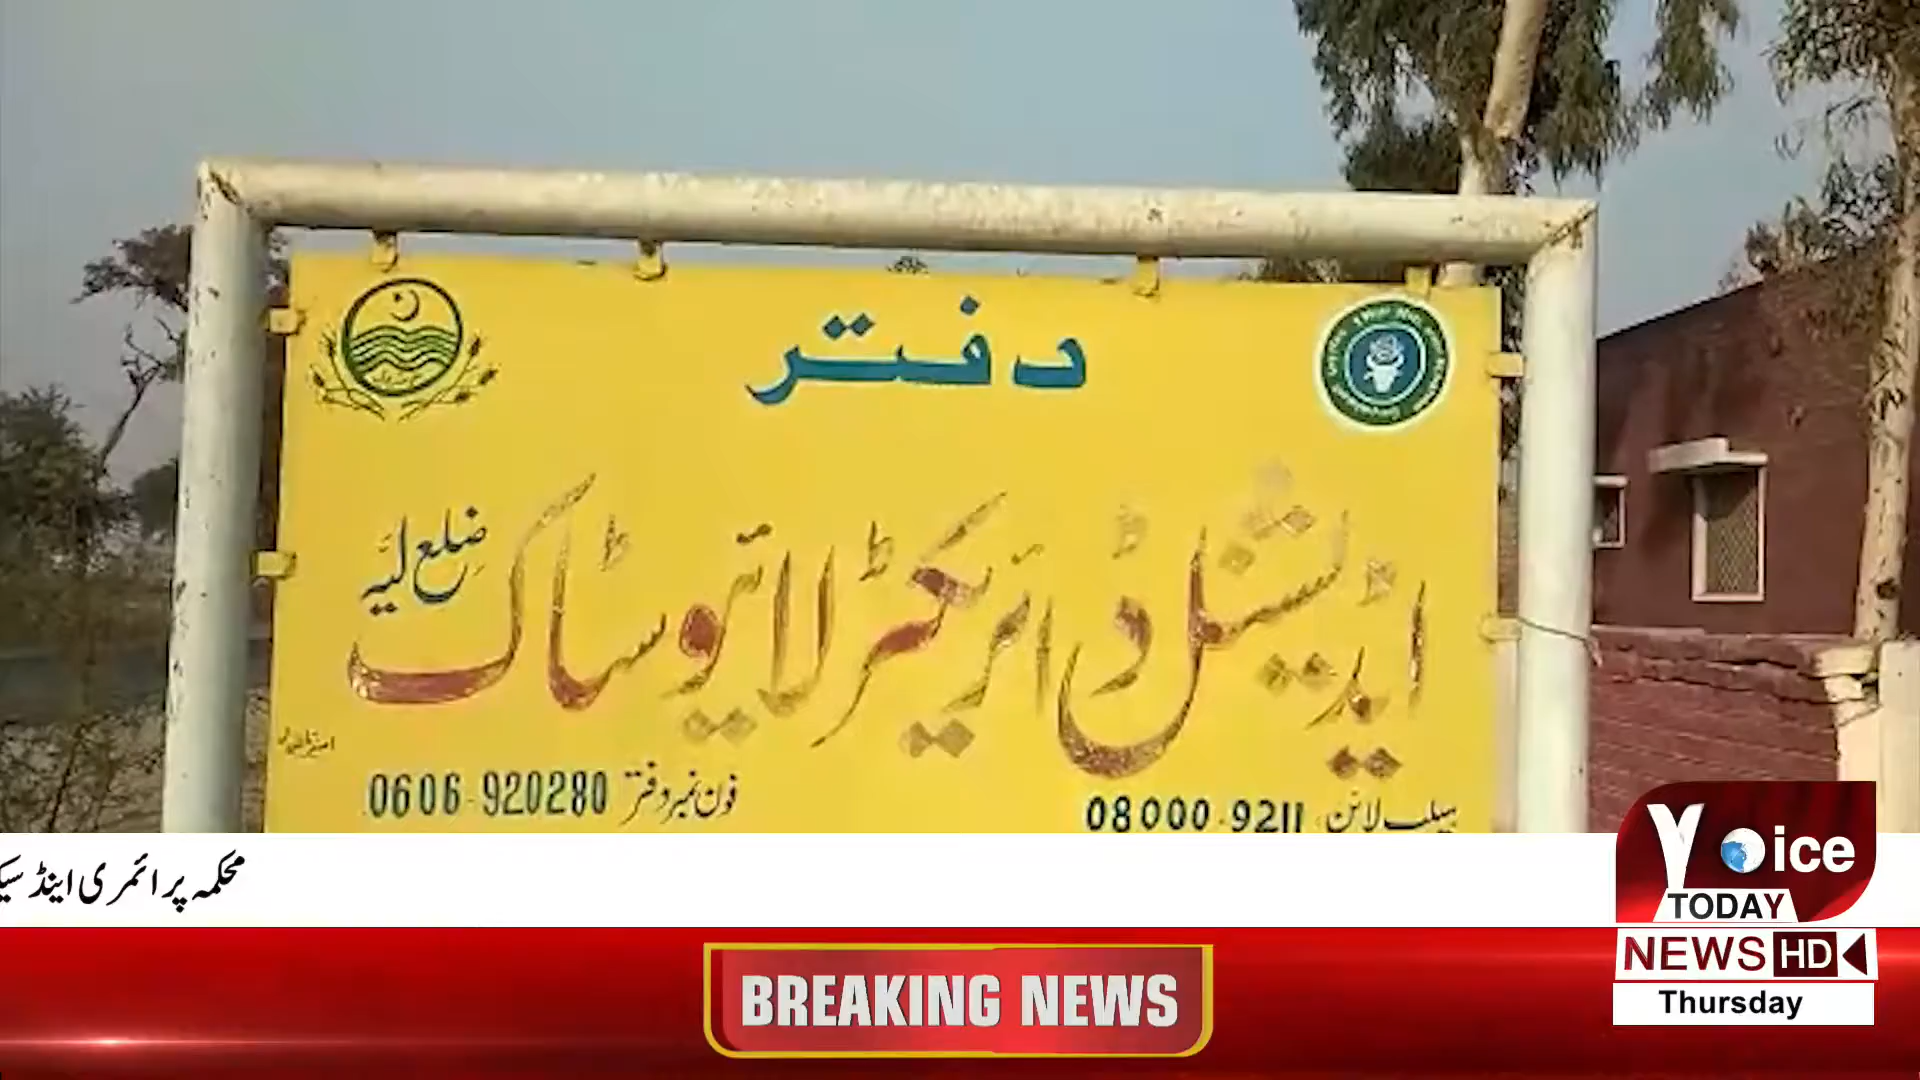 دفتر
ایڈیشنل ڈائریکٹر لائیوسٹاک ضلع لیہ
ہیلپ لائن 08000-9211
فون نمبر دفتر 0606-920280
محکمہ پرائمری اینڈ
Voice
TODAY
NEWS HD
Thursday
BREAKING NEWS